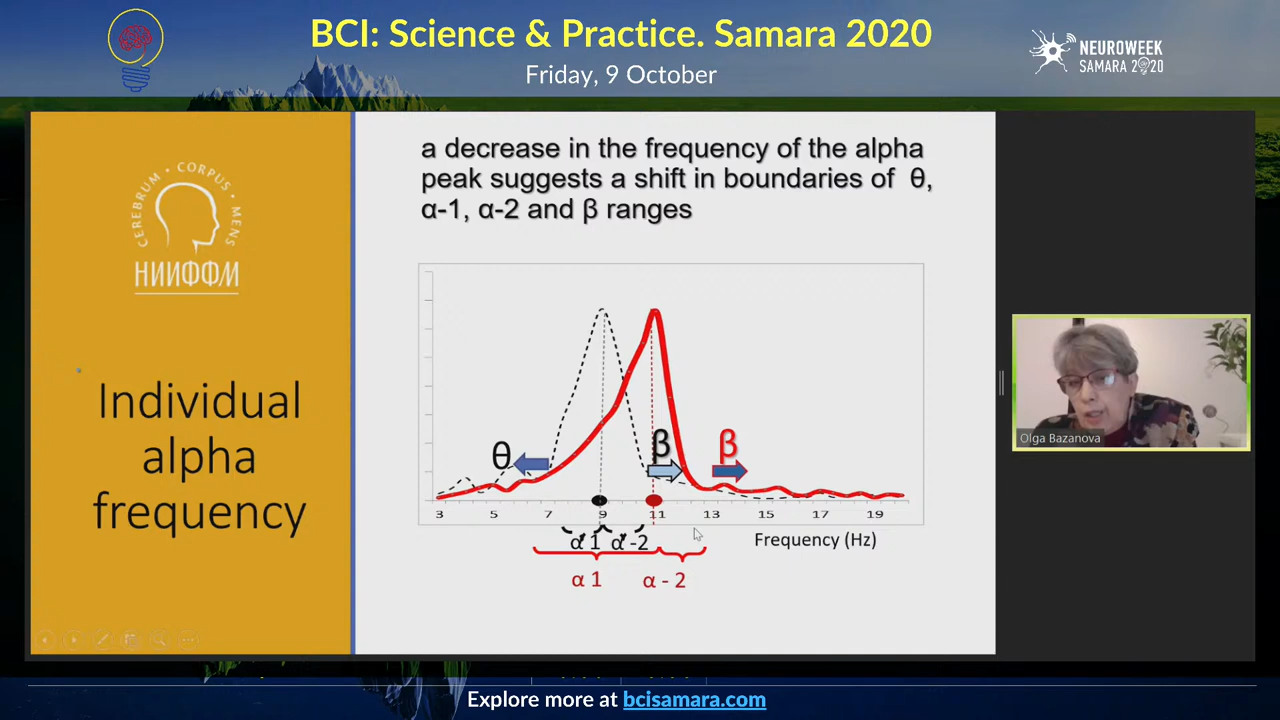 BCI: Science & Practice. Samara 2020
Friday, 9 October
NEUROWEEK
SAMARA 2020
CEREBRUM • CORPUS • MENS
НИИФФМ
Individual
alpha
frequency
a decrease in the frequency of the alpha
peak suggests a shift in boundaries of θ,
α-1, α-2 and β ranges
θ
β
β
3 5 7 9 11 13 15 17 19
α 1 α -2
Frequency (Hz)
α 1 α - 2
Olga Bazanova
Explore more at bcisamara.com